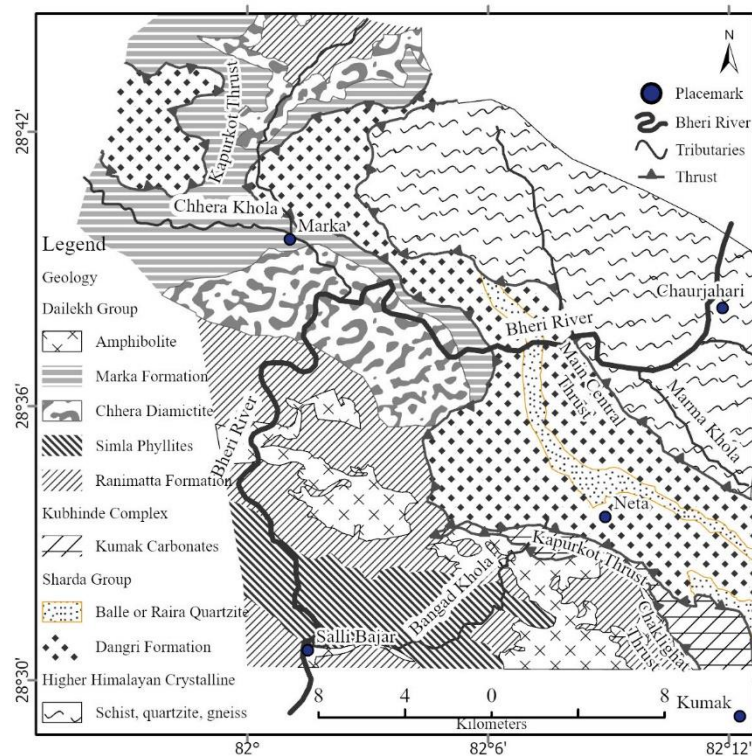 N
Placemark
Bheri River
Tributaries
Thrust
28°42'
28°36'
28°30'
Kapurkot Thrust
Chhera Khola
Marka
Chaurjahari
Bheri River
Main Central
Thrust
Marma Khola
Bheri River
Neta
Kapurkot Thrust
Bangad Khola
Chaklighat
Thrust
Salli Bajar
Kumak
Legend
Geology
Dailekh Group
Amphibolite
Marka Formation
Chhera Diamictite
Simla Phyllites
Ranimatta Formation
Kubhinde Complex
Kumak Carbonates
Sharda Group
Balle or Raira Quartzite
Dangri Formation
Higher Himalayan Crystalline
Schist, quartzite, gneiss
8 4 0 8
Kilometers
82° 82°6' 82°12'